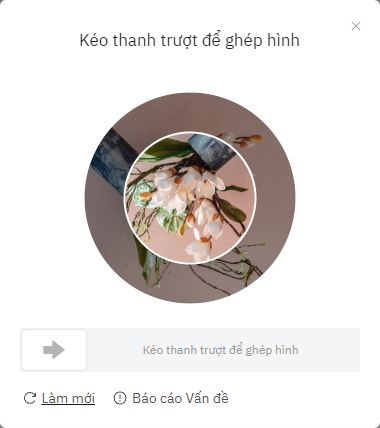 Kéo thanh trượt để ghép hình
Kéo thanh trượt để ghép hình
Làm mới
Báo cáo Vấn đề